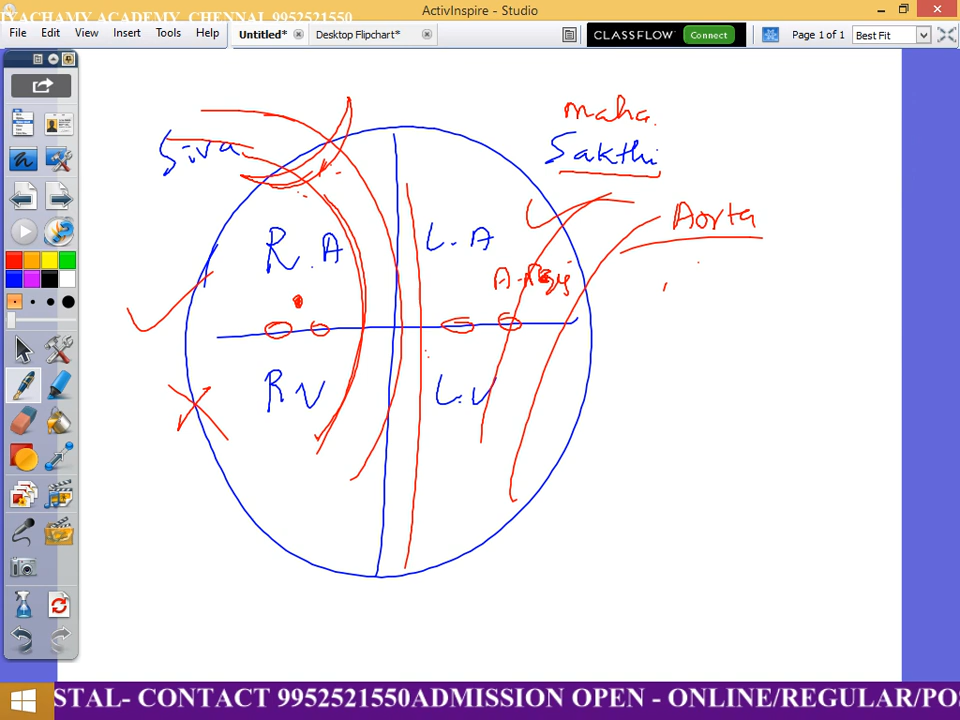 IYACHAMY ACADEMY, CHENNAI 9952521550
ActivInspire - Studio
File Edit View Insert Tools Help
Untitled* Desktop Flipchart*
CLASSFLOW Connect
Page 1 of 1 Best Fit
maha.
Siva
Sakthi
Aorta
R.A
L.A
RV
L.V
STAL- CONTACT 9952521550ADMISSION OPEN - ONLINE/REGULAR/POS